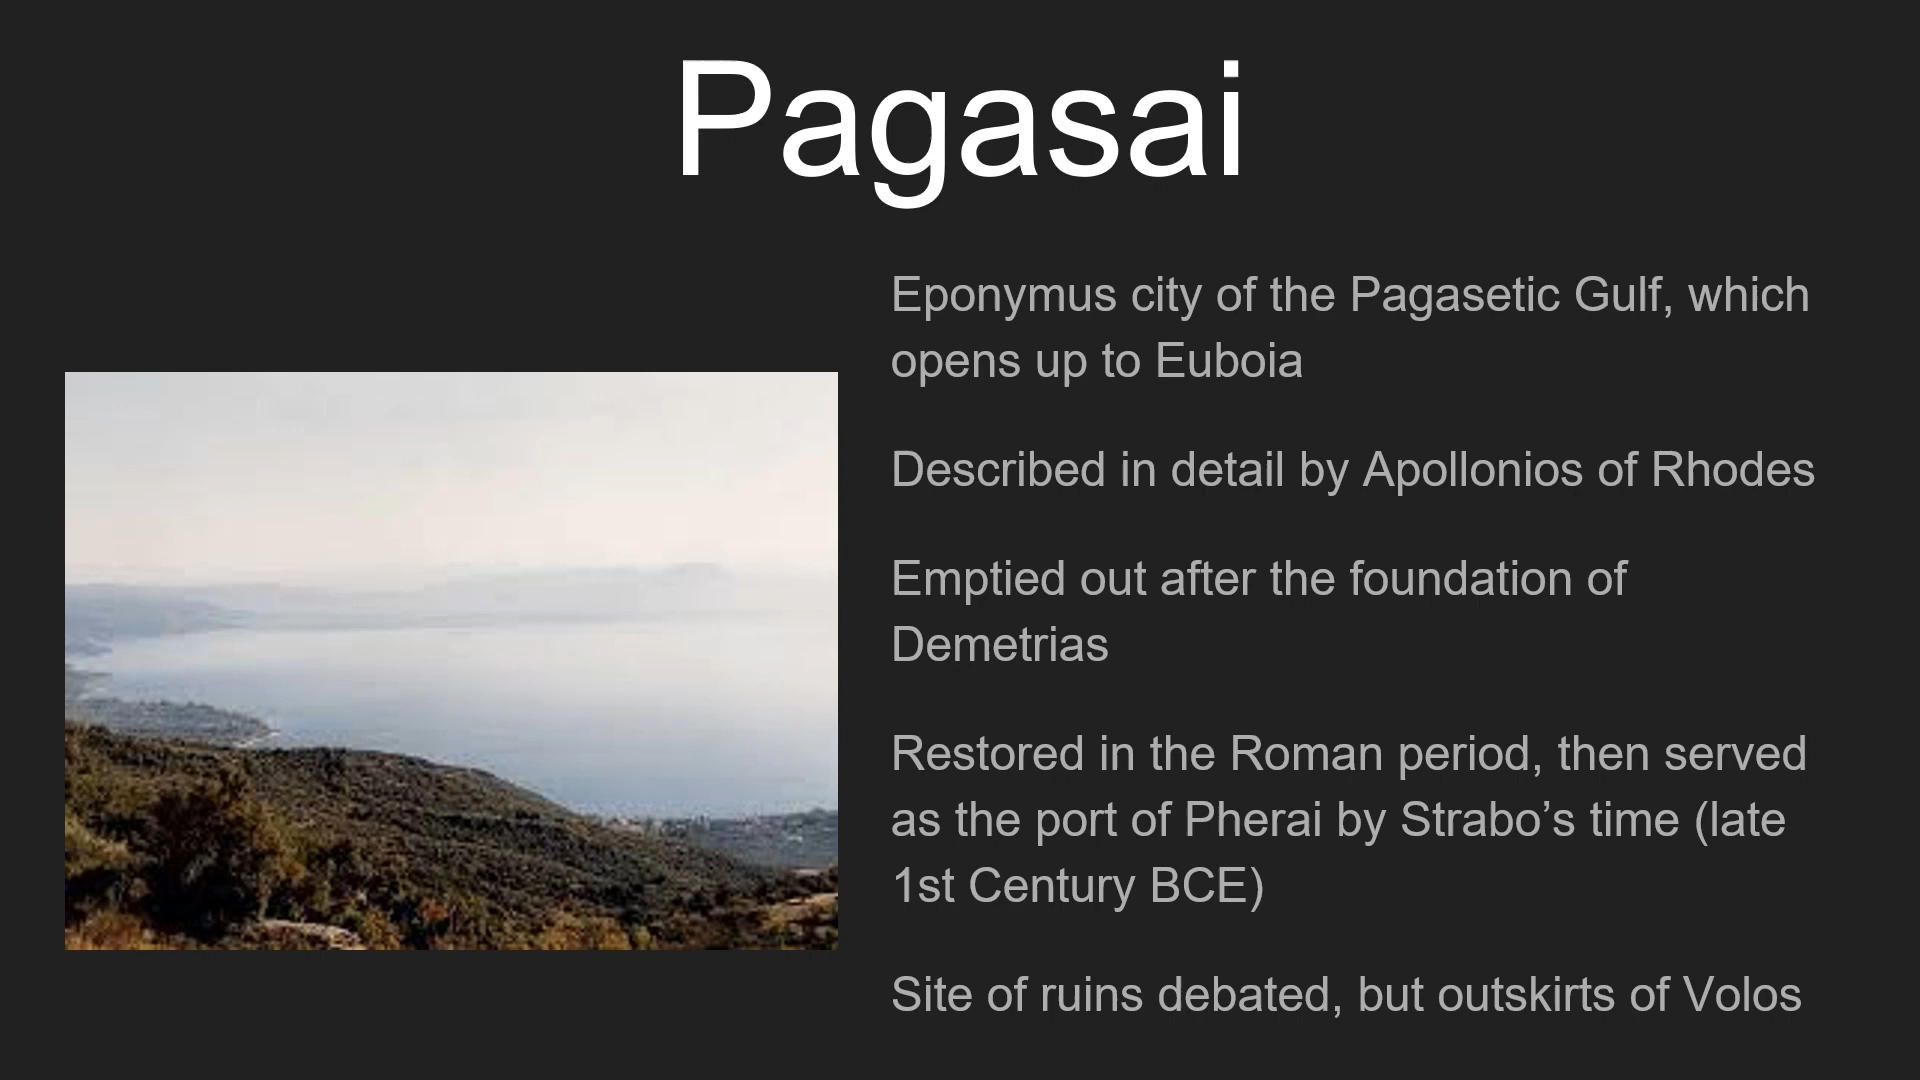 Pagasai
Eponymus city of the Pagasetic Gulf, which
opens up to Euboia
Described in detail by Apollonios of Rhodes
Emptied out after the foundation of
Demetrias
Restored in the Roman period, then served
as the port of Pherai by Strabo’s time (late
1st Century BCE)
Site of ruins debated, but outskirts of Volos